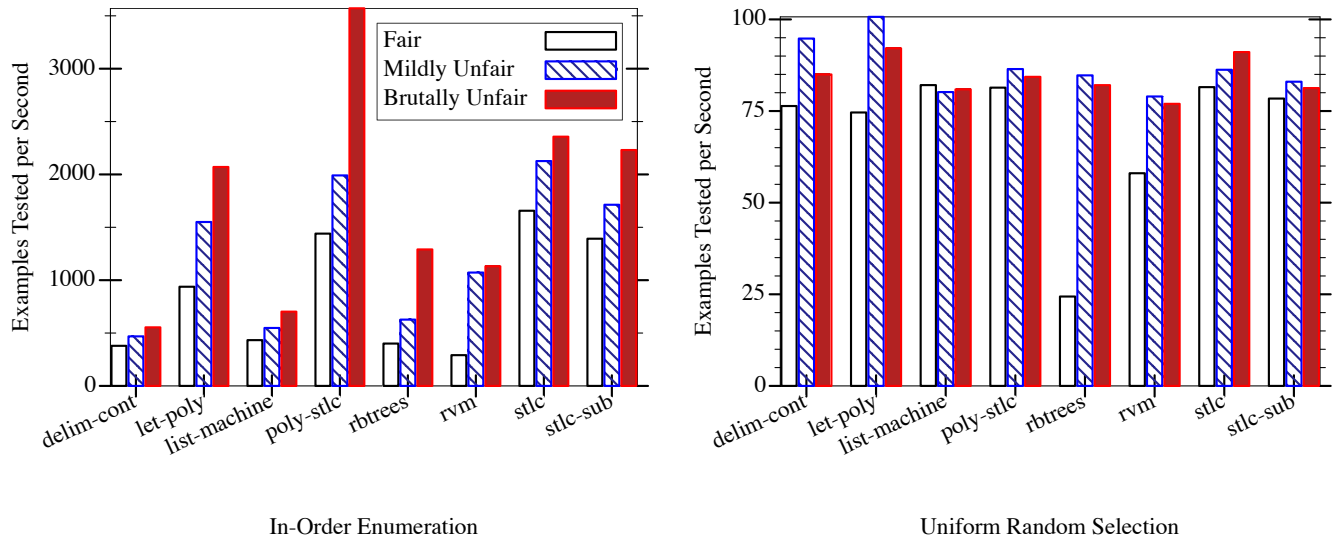 Examples Tested per Second
3000
2000
1000
0
Fair
Mildly Unfair
Brutally Unfair
delim-cont
let-poly
list-machine
poly-stlc
rbtrees
rvm
stlc
stlc-sub
In-Order Enumeration
Examples Tested per Second
100
75
50
25
0
delim-cont
let-poly
list-machine
poly-stlc
rbtrees
rvm
stlc
stlc-sub
Uniform Random Selection